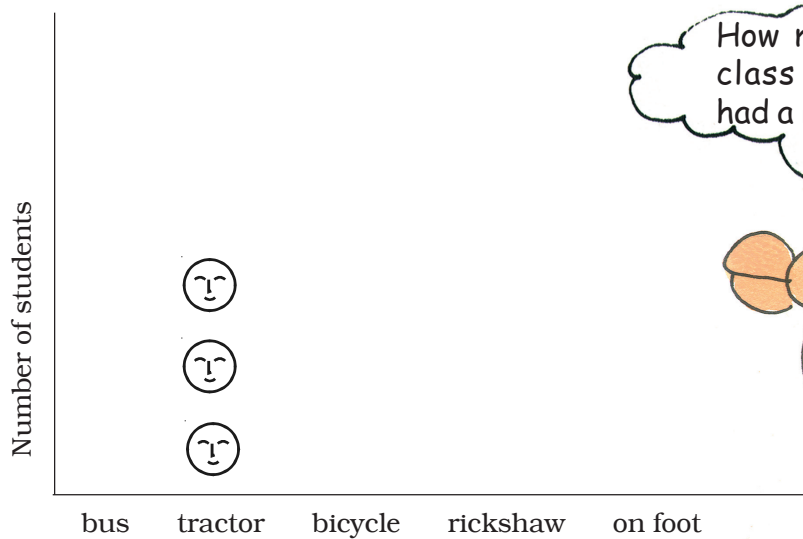 How
class
had a
Number of students
bus tractor bicycle rickshaw on foot